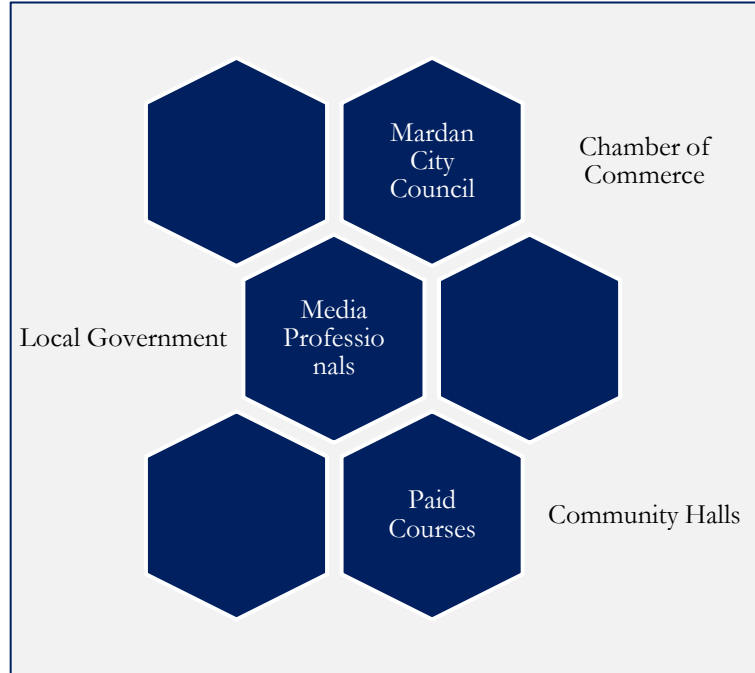 Mardan
City
Council
Chamber of
Commerce
Local Government
Media
Professio
nals
Paid
Courses
Community Halls